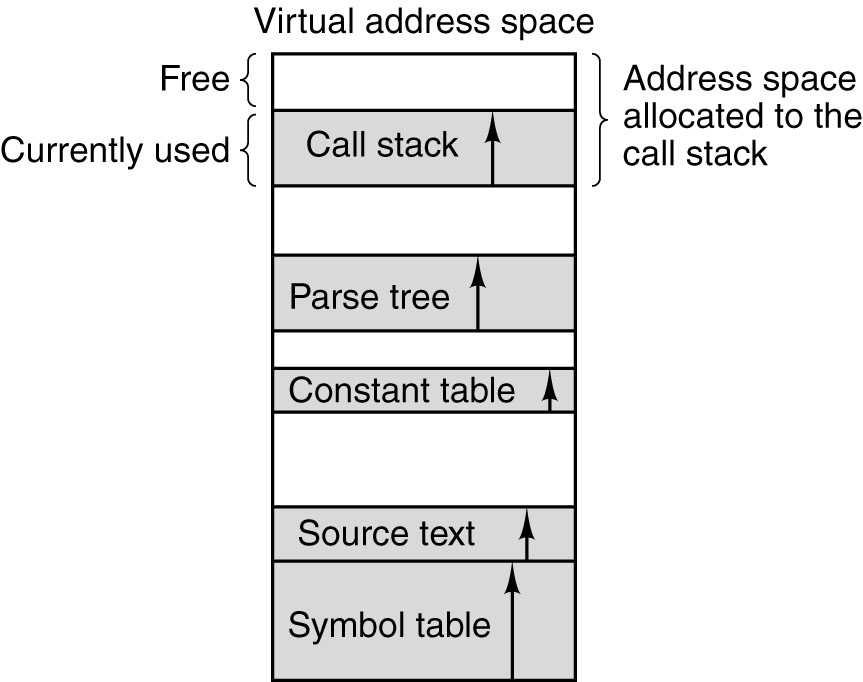 Virtual address space
Free
Address space
allocated to the
call stack
Currently used
Call stack
Parse tree
Constant table
Source text
Symbol table